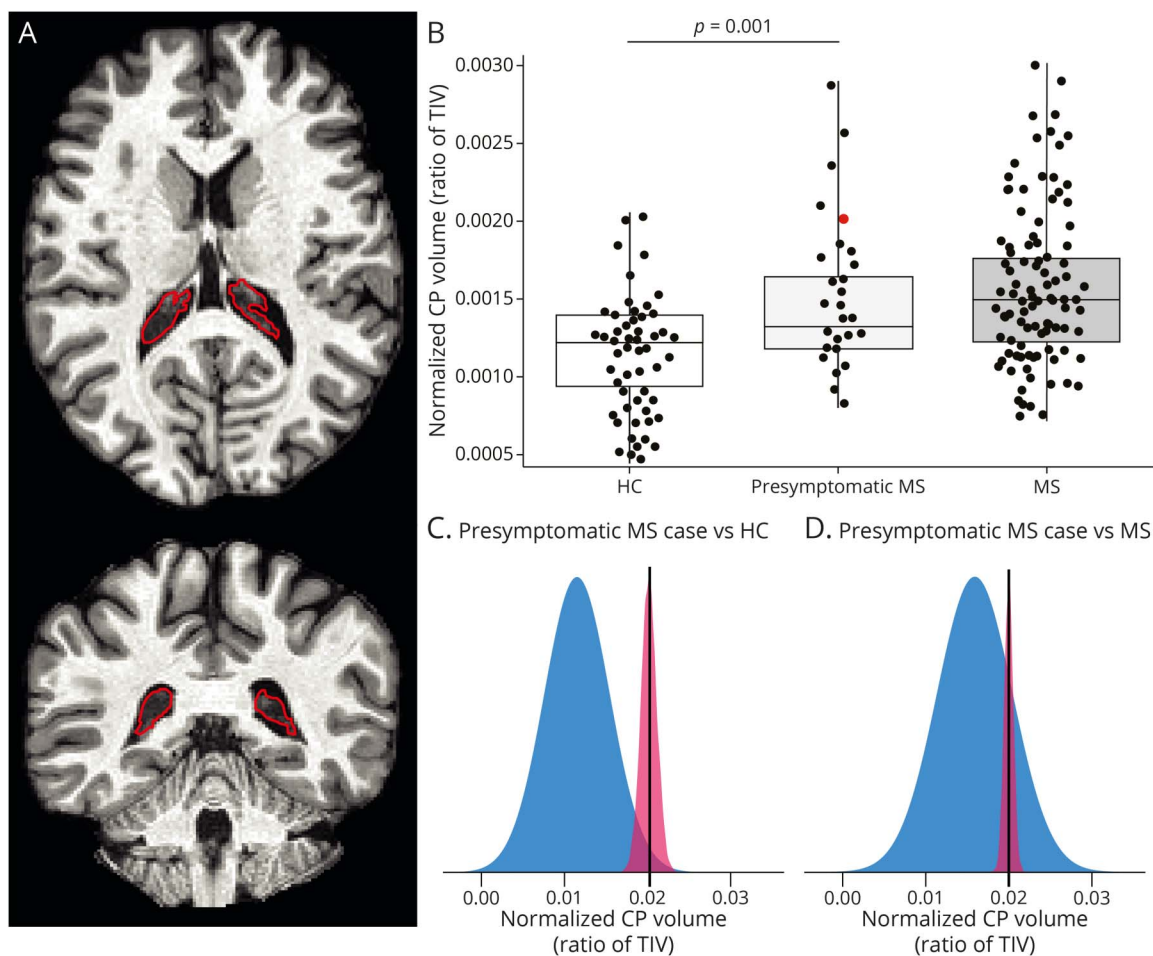 A
B
p = 0.001
Normalized CP volume (ratio of TIV)
0.0030
0.0025
0.0020
0.0015
0.0010
0.0005
HC
Presymptomatic MS
MS
C. Presymptomatic MS case vs HC
0.00
0.01
0.02
0.03
Normalized CP volume
(ratio of TIV)
D. Presymptomatic MS case vs MS
0.00
0.01
0.02
0.03
Normalized CP volume
(ratio of TIV)